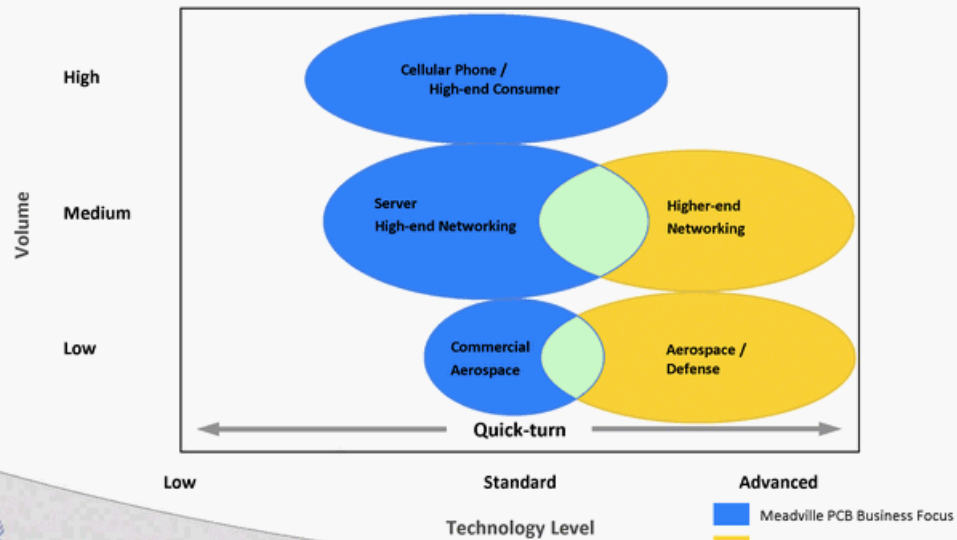 High
Cellular Phone /
High-end Consumer
Volume
Medium
Server
High-end Networking
Higher-end
Networking
Low
Commercial
Aerospace
Aerospace /
Defense
Quick-turn
Low
Standard
Advanced
Technology Level
Meadville PCB Business Focus